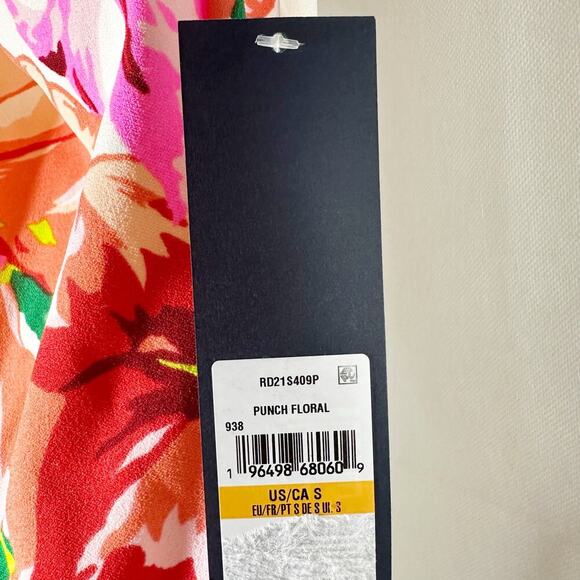 RD21S409P
PUNCH FLORAL
938
1 96498 68060 9
US/CA S
EU/FR/PT S DE S UK S